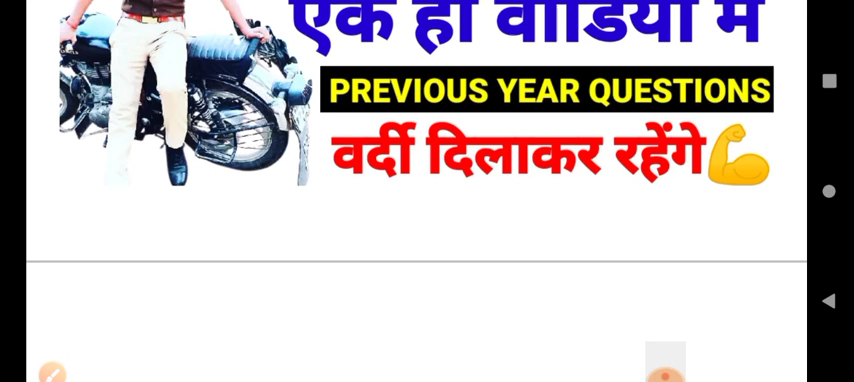 एक ही वीडियो में
PREVIOUS YEAR QUESTIONS
वर्दी दिलाकर रहेंगे